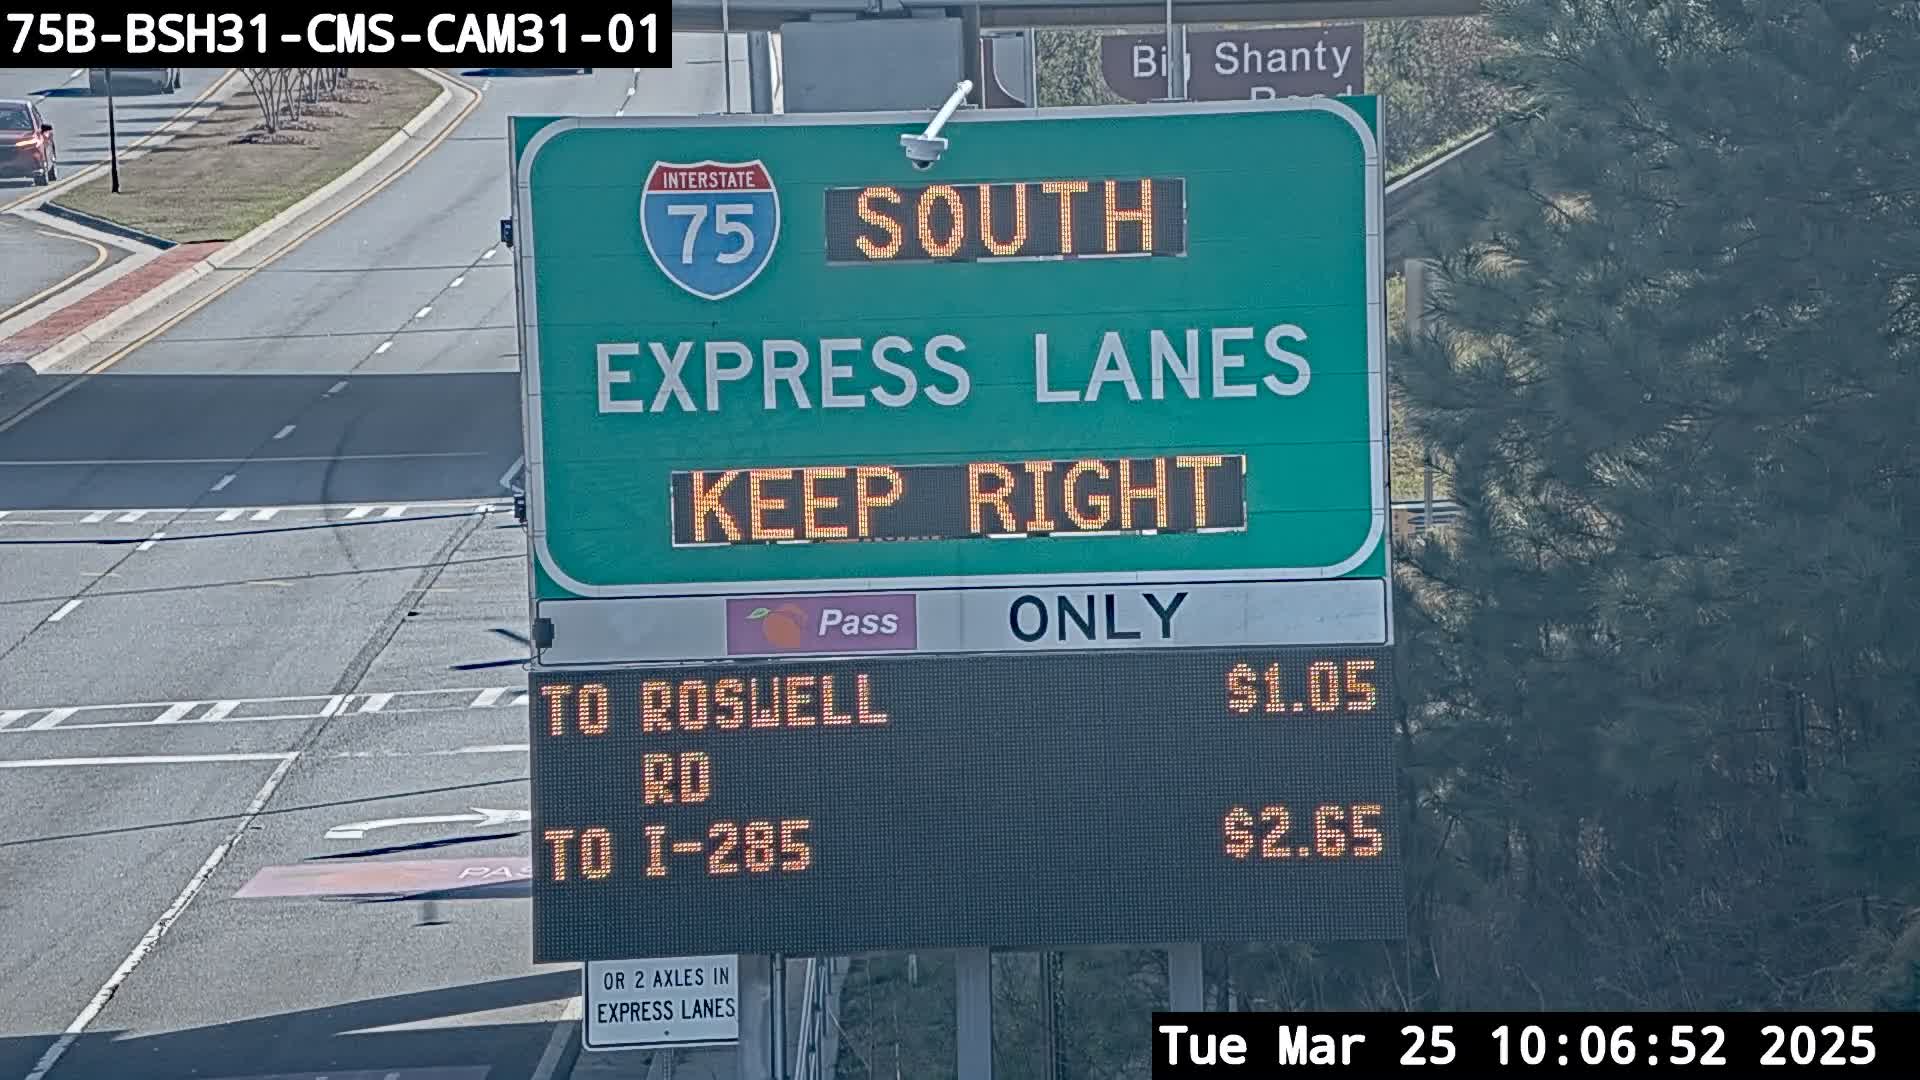 75B-BSH31-CMS-CAM31-01
Big Shanty
Road
INTERSTATE
75
SOUTH
EXPRESS LANES
KEEP RIGHT
Pass ONLY
TO ROSWELL $1.05
RD
TO I-285 $2.65
PAS
OR 2 AXLES IN
EXPRESS LANES
Tue Mar 25 10:06:52 2025